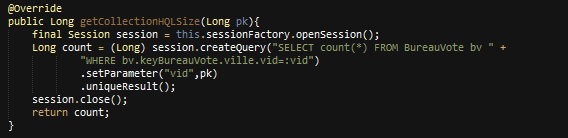 @Override
public Long getCollectionHQLSize(Long pk){
final Session session = this.sessionFactory.openSession();
Long count = (Long) session.createQuery("SELECT count(*) FROM BureauVote bv " +
"WHERE bv.keyBureauVote.ville.vid=:vid")
.setParameter("vid",pk)
.uniqueResult();
session.close();
return count;
}